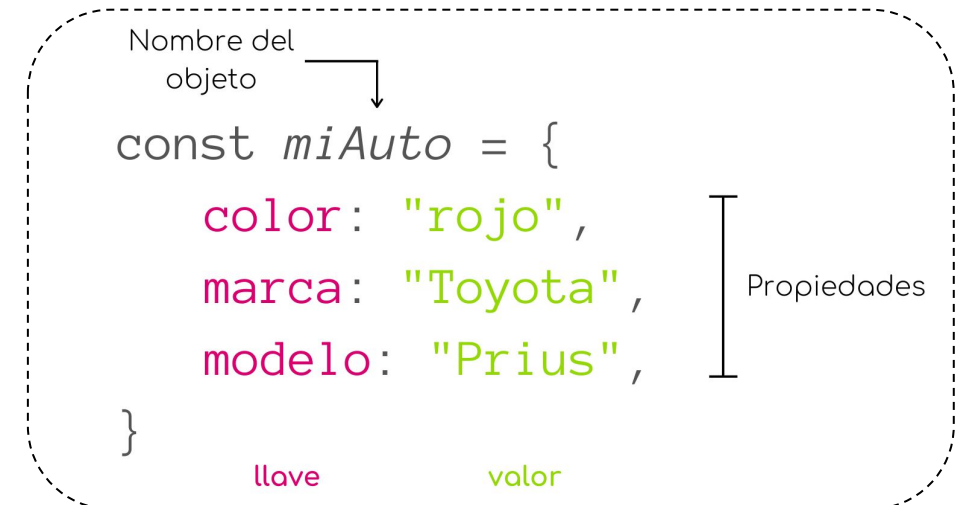 Nombre del
objeto
const miAuto = {
color: "rojo",
marca: "Toyota",
Propiedades
modelo: "Prius",
}
llave valor